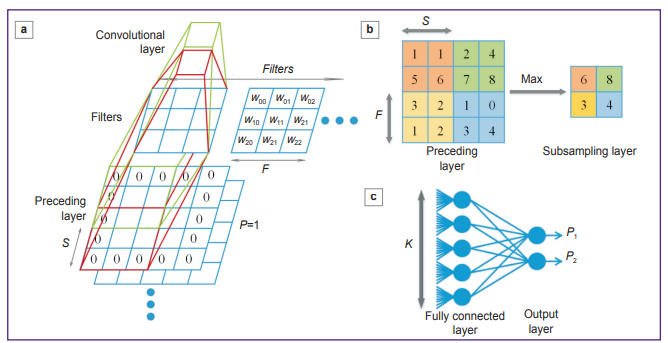 a
Convolutional
layer
Filters
Filters
W00 W01 W02
W10 W11 W21
W20 W21 W22
F
0 0 0 0 0
0 0
Preceding
layer
0 0
P=1
S
0 0
0 0 0 0 0
b
S
1 1 2 4
5 6 7 8
3 2 1 0
1 2 3 4
F
Max
6 8
3 4
Preceding
layer
Subsampling layer
c
K
P1
P2
Fully connected
layer
Output
layer